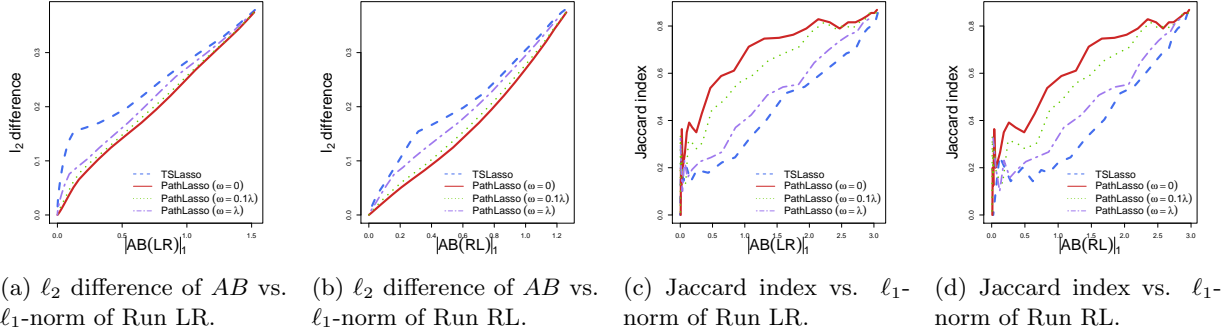 l2 difference
0.0 0.1 0.2 0.3
TSLasso
PathLasso (ω = 0)
PathLasso (ω = 0.1λ)
PathLasso (ω = λ)
0.0 0.5 1.0 1.5
|AB(LR)|1
l2 difference
0.0 0.1 0.2 0.3
TSLasso
PathLasso (ω = 0)
PathLasso (ω = 0.1λ)
PathLasso (ω = λ)
0.0 0.2 0.4 0.6 0.8 1.0 1.2
|AB(RL)|1
Jaccard index
0.0 0.2 0.4 0.6 0.8
TSLasso
PathLasso (ω = 0)
PathLasso (ω = 0.1λ)
PathLasso (ω = λ)
0.0 0.5 1.0 1.5 2.0 2.5 3.0
|AB(LR)|1
Jaccard index
0.0 0.2 0.4 0.6 0.8
TSLasso
PathLasso (ω = 0)
PathLasso (ω = 0.1λ)
PathLasso (ω = λ)
0.0 0.5 1.0 1.5 2.0 2.5 3.0
|AB(RL)|1
(a) ℓ2 difference of AB vs.
ℓ1-norm of Run LR.
(b) ℓ2 difference of AB vs.
ℓ1-norm of Run RL.
(c) Jaccard index vs. ℓ1-
norm of Run LR.
(d) Jaccard index vs. ℓ1-
norm of Run RL.